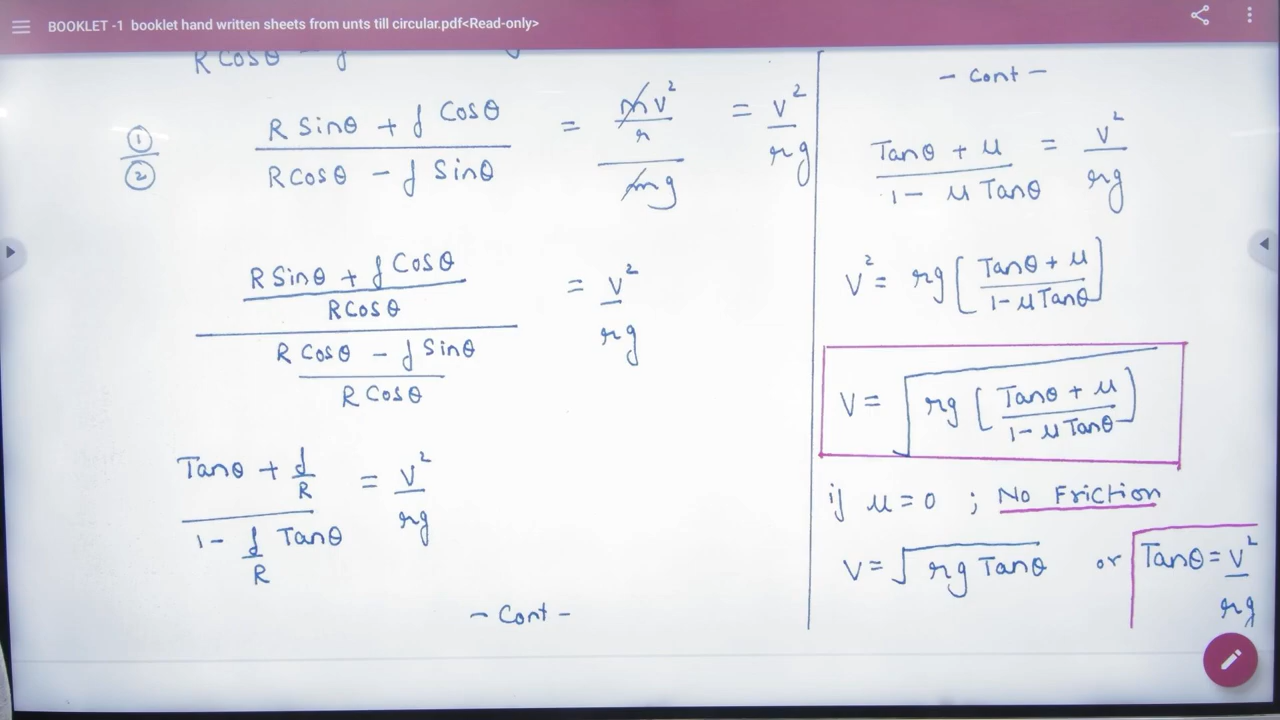 BOOKLET -1 booklet hand written sheets from unts till circular.pdf<Read-only>
R Cosθ - f
① / ② (R Sinθ + f Cosθ) / (R Cosθ - f Sinθ) = (mv² / r) / (mg) = v² / rg
((R Sinθ + f Cosθ) / R Cosθ) / ((R Cosθ - f Sinθ) / R Cosθ) = v² / rg
(Tanθ + f/R) / (1 - f/R Tanθ) = v² / rg
- Cont -
- Cont -
(Tanθ + μ) / (1 - μ Tanθ) = v² / rg
v² = rg [(Tanθ + μ) / (1 - μ Tanθ)]
V = √(rg [(Tanθ + μ) / (1 - μ Tanθ)])
if μ = 0 ; No Friction
V = √(rg Tanθ) or Tanθ = v² / rg